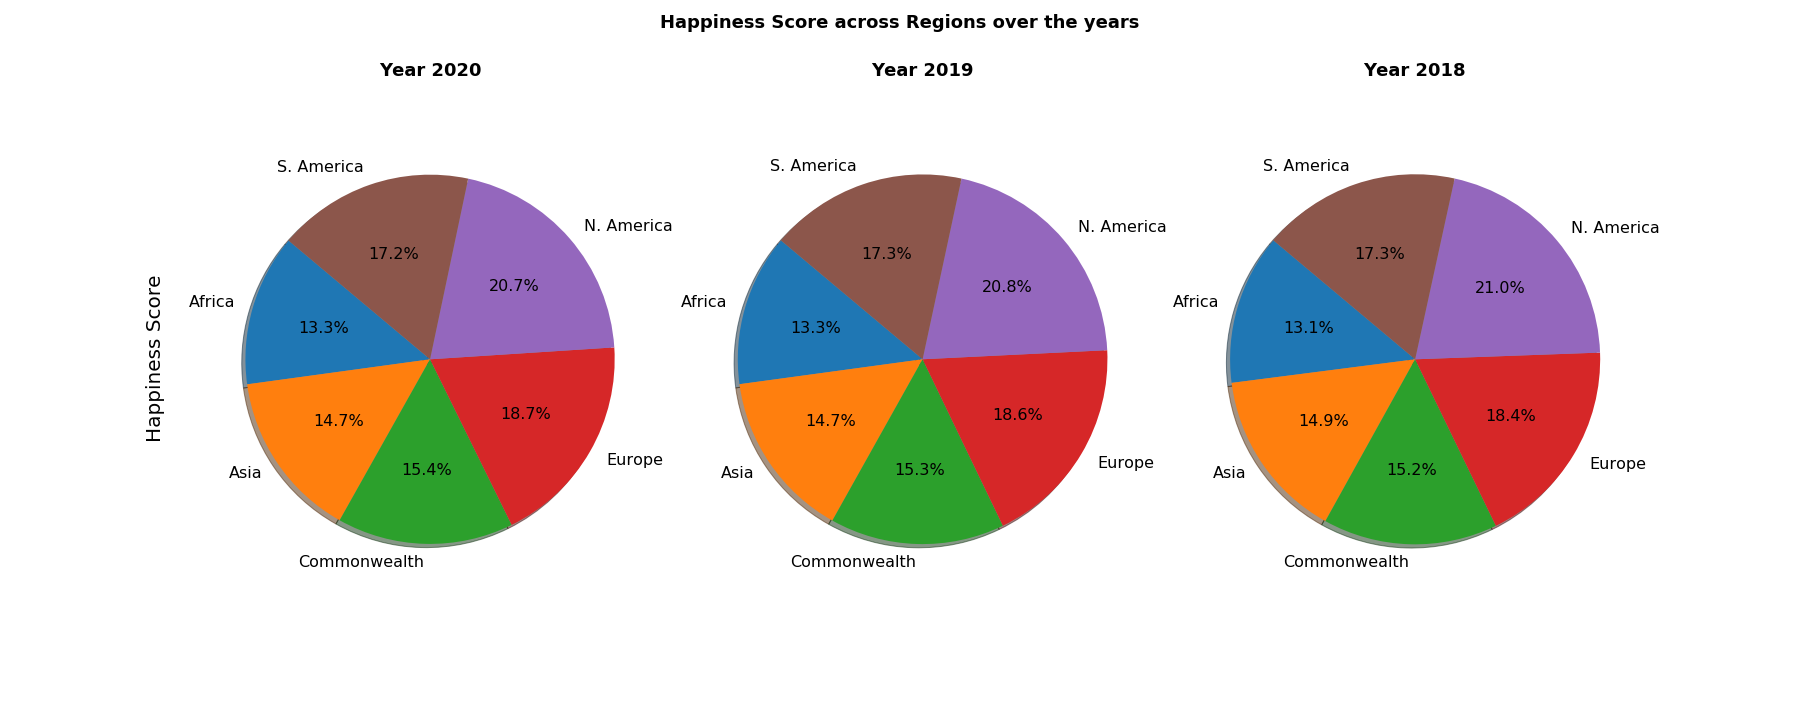 Happiness Score across Regions over the years
Year 2020
Year 2019
Year 2018
Happiness Score
S. America
N. America
17.2%
20.7%
Africa
13.3%
18.7%
14.7%
15.4%
Europe
Asia
Commonwealth
S. America
N. America
17.3%
20.8%
Africa
13.3%
18.6%
14.7%
15.3%
Europe
Asia
Commonwealth
S. America
N. America
17.3%
21.0%
Africa
13.1%
18.4%
14.9%
15.2%
Europe
Asia
Commonwealth